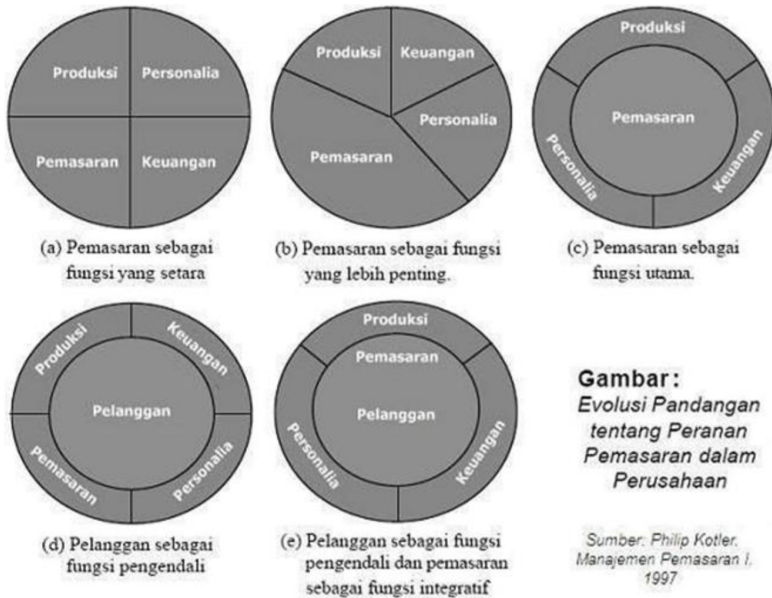 Produksi
Personalia
Pemasaran
Keuangan
(a) Pemasaran sebagai
fungsi yang setara
Produksi
Keuangan
Personalia
Pemasaran
(b) Pemasaran sebagai fungsi
yang lebih penting.
Produksi
Pemasaran
Personalia
Keuangan
(c) Pemasaran sebagai
fungsi utama.
Produksi
Keuangan
Pelanggan
Pemasaran
Personalia
(d) Pelanggan sebagai
fungsi pengendali
Produksi
Pemasaran
Pelanggan
Personalia
Keuangan
(e) Pelanggan sebagai fungsi
pengendali dan pemasaran
sebagai fungsi integratif
Gambar:
Evolusi Pandangan
tentang Peranan
Pemasaran dalam
Perusahaan
Sumber: Philip Kotler.
Manajemen Pemasaran I.
1997